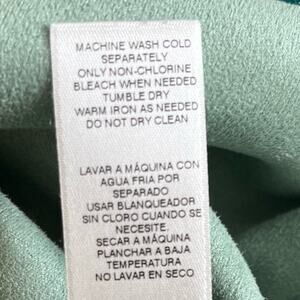 MACHINE WASH COLD
SEPARATELY
ONLY NON-CHLORINE
BLEACH WHEN NEEDED
TUMBLE DRY
WARM IRON AS NEEDED
DO NOT DRY CLEAN
LAVAR A MÁQUINA CON
AGUA FRIA POR
SEPARADO
USAR BLANQUEADOR
SIN CLORO CUANDO SE
NECESITE.
SECAR A MÁQUINA
PLANCHAR A BAJA
TEMPERATURA
NO LAVAR EN SECO